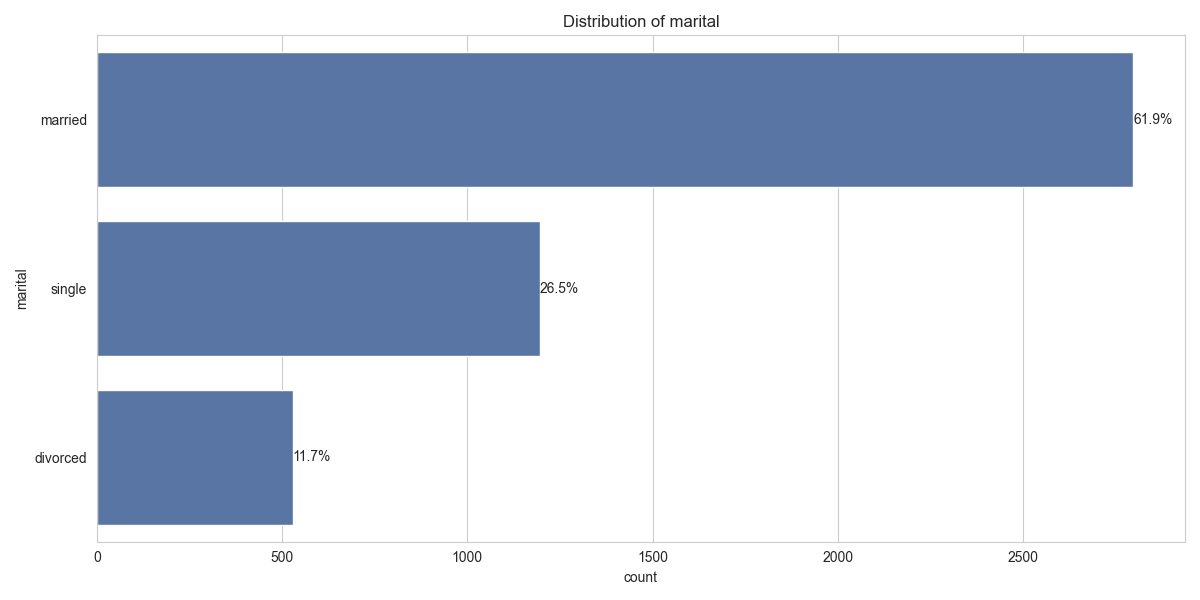 Distribution of marital
married
61.9%
single
26.5%
divorced
11.7%
marital
0 500 1000 1500 2000 2500
count